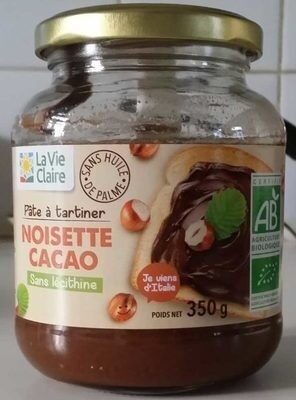 La Vie
Claire
SANS HUILE
DE PALME
Pâte à tartiner
NOISETTE
CACAO
Sans lécithine
Je viens
d'Italie
POIDS NET 350 g
AB
AGRICULTURE
BIOLOGIQUE